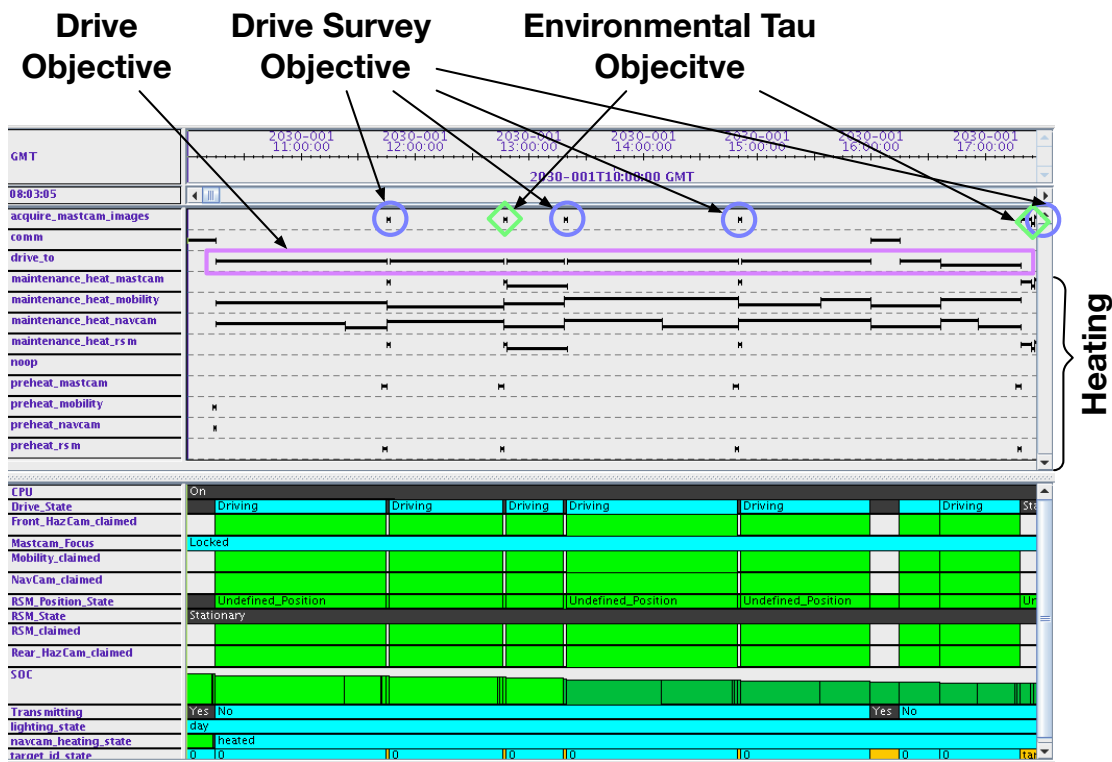 Drive Objective
Drive Survey Objective
Environmental Tau Objecitve
GMT
2030-001 2030-001 2030-001 2030-001 2030-001 2030-001 2030-001
11:00:00 12:00:00 13:00:00 14:00:00 15:00:00 16:00:00 17:00:00
2030-001T10:00:00 GMT
08:03:05
acquire_mastcam_images
comm
drive_to
maintenance_heat_mastcam
maintenance_heat_mobility
maintenance_heat_navcam
maintenance_heat_rsm
noop
preheat_mastcam
preheat_mobility
preheat_navcam
preheat_rsm
Heating
CPU On
Drive_State Driving Driving Driving Driving Driving Driving Sta
Front_HazCam_claimed
Mastcam_Focus Locked
Mobility_claimed
NavCam_claimed
RSM_Position_State Undefined_Position Undefined_Position Undefined_Position Un
RSM_State Stationary
RSM_claimed
Rear_HazCam_claimed
SOC
Transmitting Yes No Yes No
lighting_state day
navcam_heating_state heated
target_id_state 0 0 0 0 0 0 0 0 tar